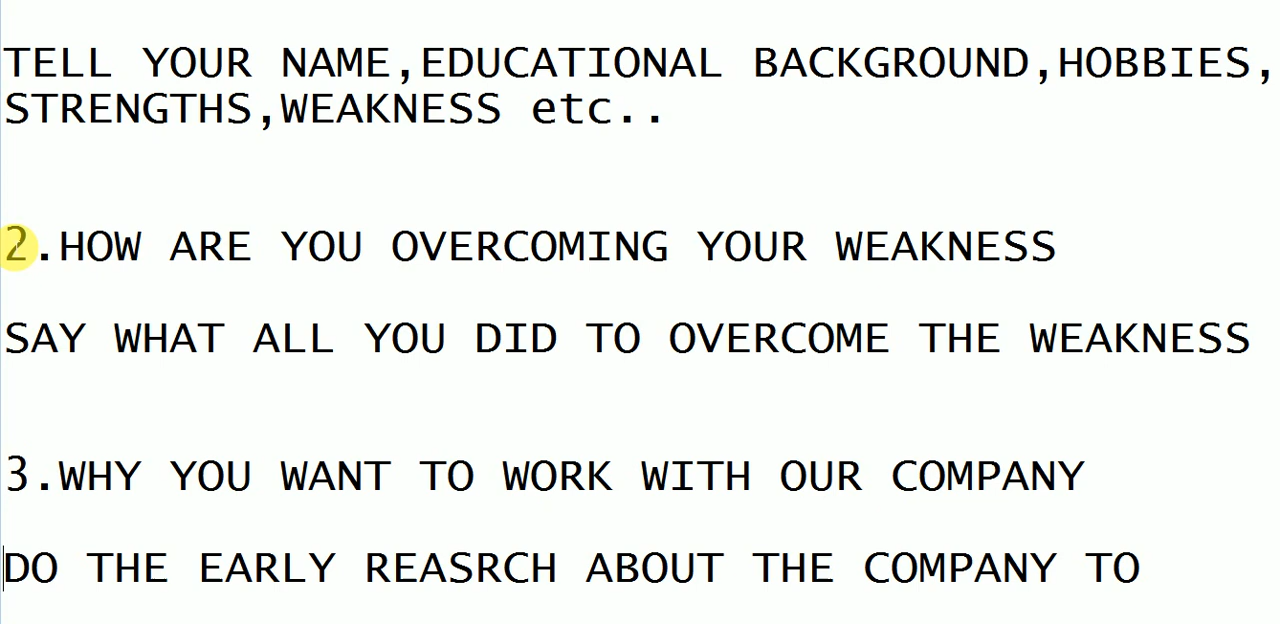 TELL YOUR NAME,EDUCATIONAL BACKGROUND,HOBBIES,
STRENGTHS,WEAKNESS etc..
2.HOW ARE YOU OVERCOMING YOUR WEAKNESS
SAY WHAT ALL YOU DID TO OVERCOME THE WEAKNESS
3.WHY YOU WANT TO WORK WITH OUR COMPANY
DO THE EARLY REASRCH ABOUT THE COMPANY TO